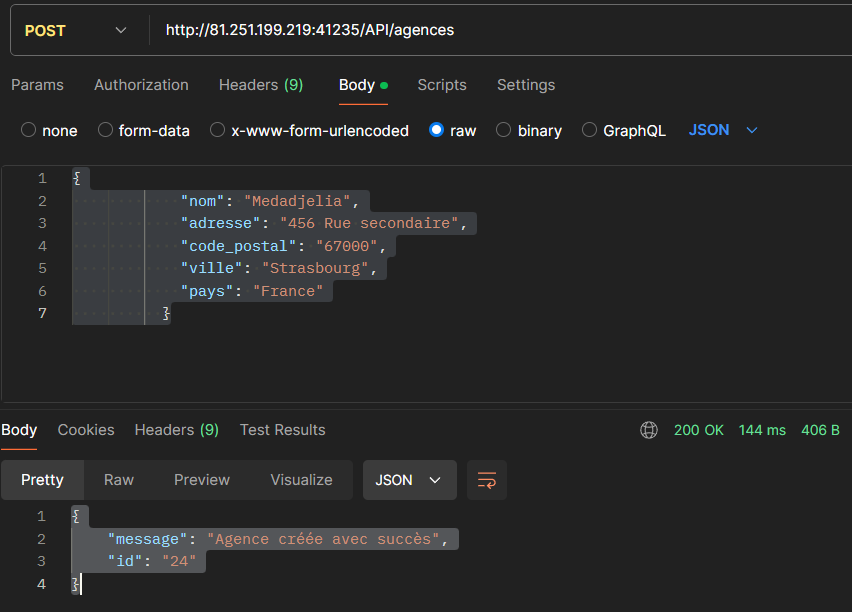 POST http://81.251.199.219:41235/API/agences
Params Authorization Headers (9) Body Scripts Settings
none form-data x-www-form-urlencoded raw binary GraphQL JSON
1 {
2 "nom": "Medadjelia",
3 "adresse": "456 Rue secondaire",
4 "code_postal": "67000",
5 "ville": "Strasbourg",
6 "pays": "France"
7 }
Body Cookies Headers (9) Test Results 200 OK 144 ms 406 B
Pretty Raw Preview Visualize JSON
1 {
2 "message": "Agence créée avec succès",
3 "id": "24"
4 }